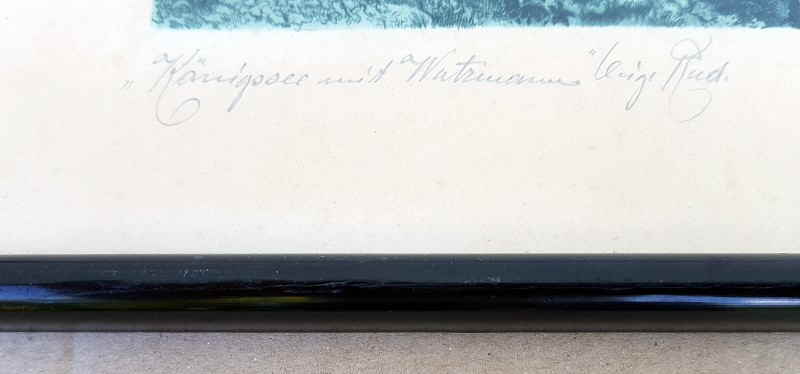 „Königssee mit Watzmann" Orig. Rad.